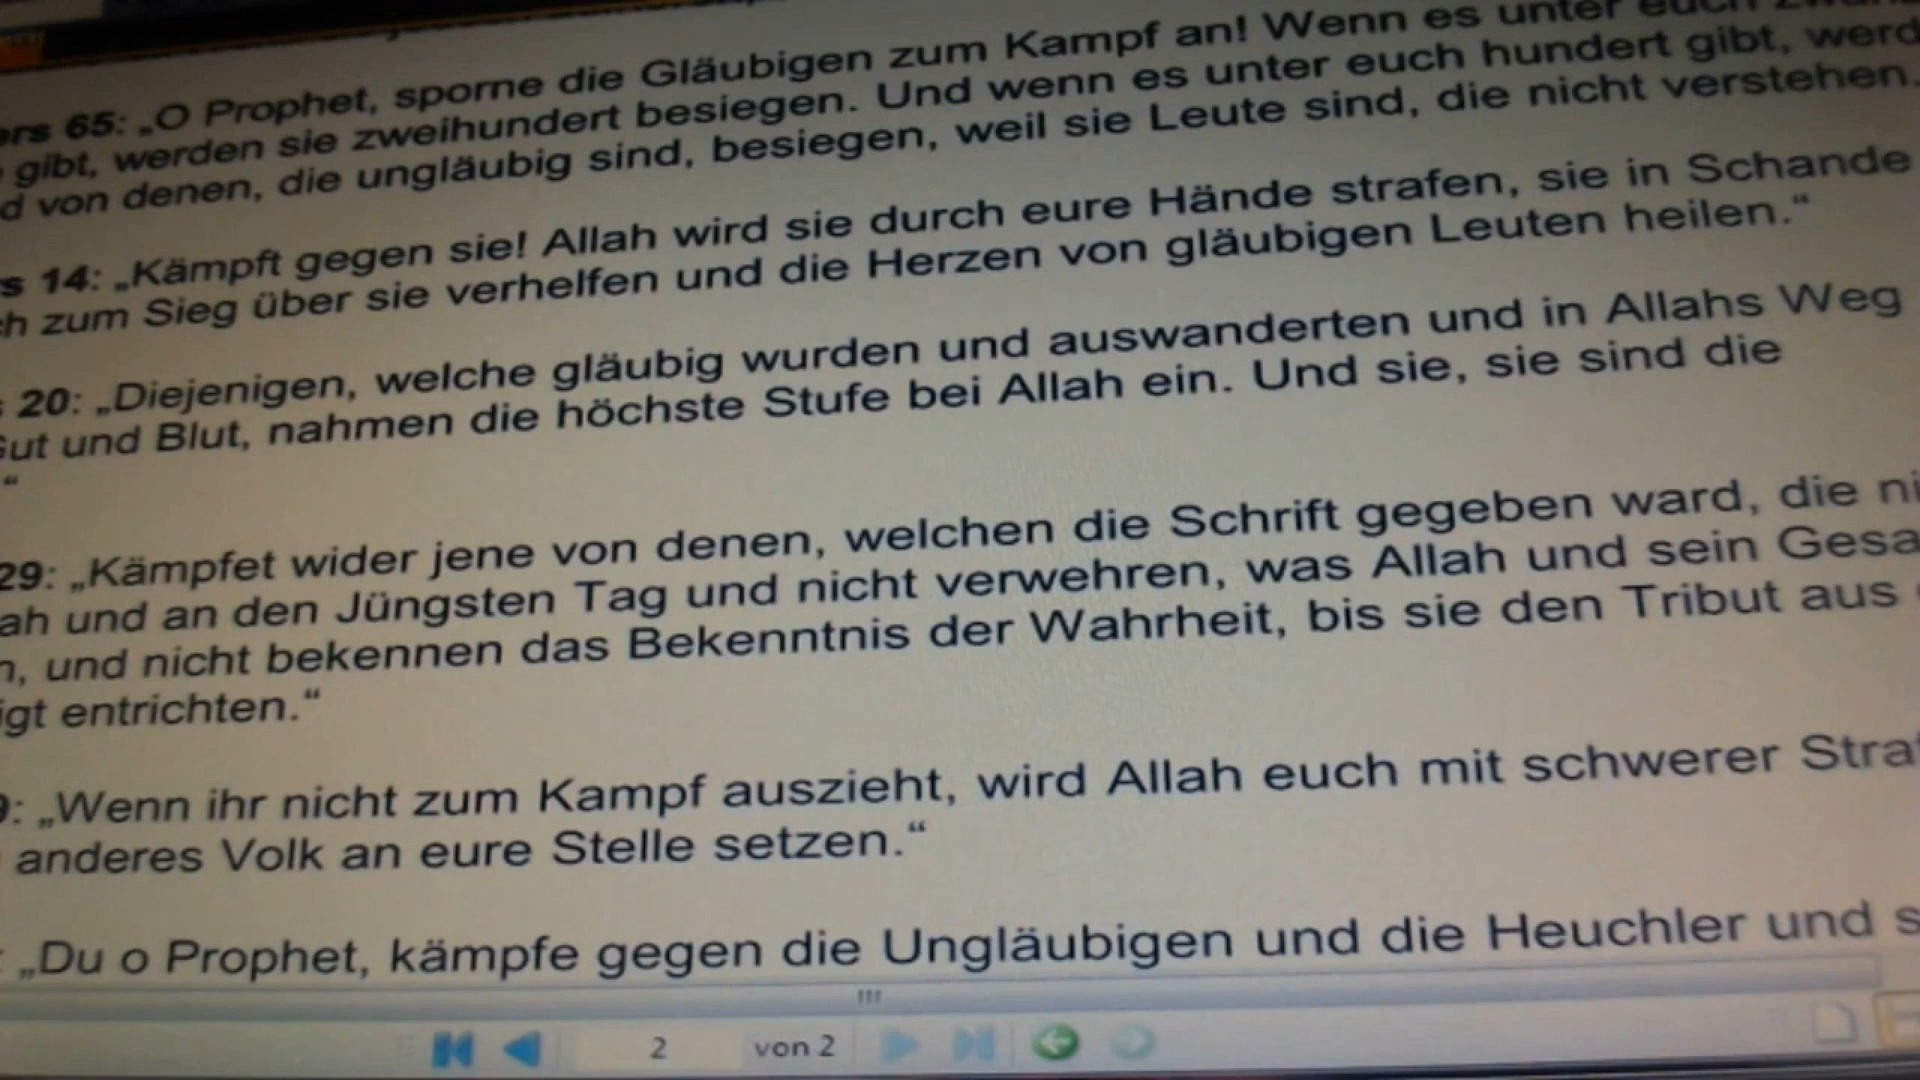 65: „O Prophet, sporne die Gläubigen zum Kampf an! Wenn es unter euch
gibt, werden sie zweihundert besiegen. Und wenn es unter euch hundert gibt, werd
d von denen, die ungläubig sind, besiegen, weil sie Leute sind, die nicht verstehen.
s 14: „Kämpft gegen sie! Allah wird sie durch eure Hände strafen, sie in Schande
ch zum Sieg über sie verhelfen und die Herzen von gläubigen Leuten heilen.“
20: „Diejenigen, welche gläubig wurden und auswanderten und in Allahs Weg
Gut und Blut, nahmen die höchste Stufe bei Allah ein. Und sie, sie sind die
“
29: „Kämpfet wider jene von denen, welchen die Schrift gegeben ward, die ni
ah und an den Jüngsten Tag und nicht verwehren, was Allah und sein Gesa
n, und nicht bekennen das Bekenntnis der Wahrheit, bis sie den Tribut aus
igt entrichten.“
9: „Wenn ihr nicht zum Kampf auszieht, wird Allah euch mit schwerer Straf
anderes Volk an eure Stelle setzen.“
: „Du o Prophet, kämpfe gegen die Ungläubigen und die Heuchler und s
2 von 2